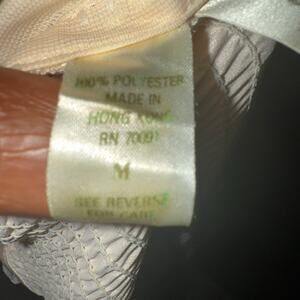 100% POLYESTER
MADE IN
HONG KONG
RN 70091
M
SEE REVERSE
FOR CARE